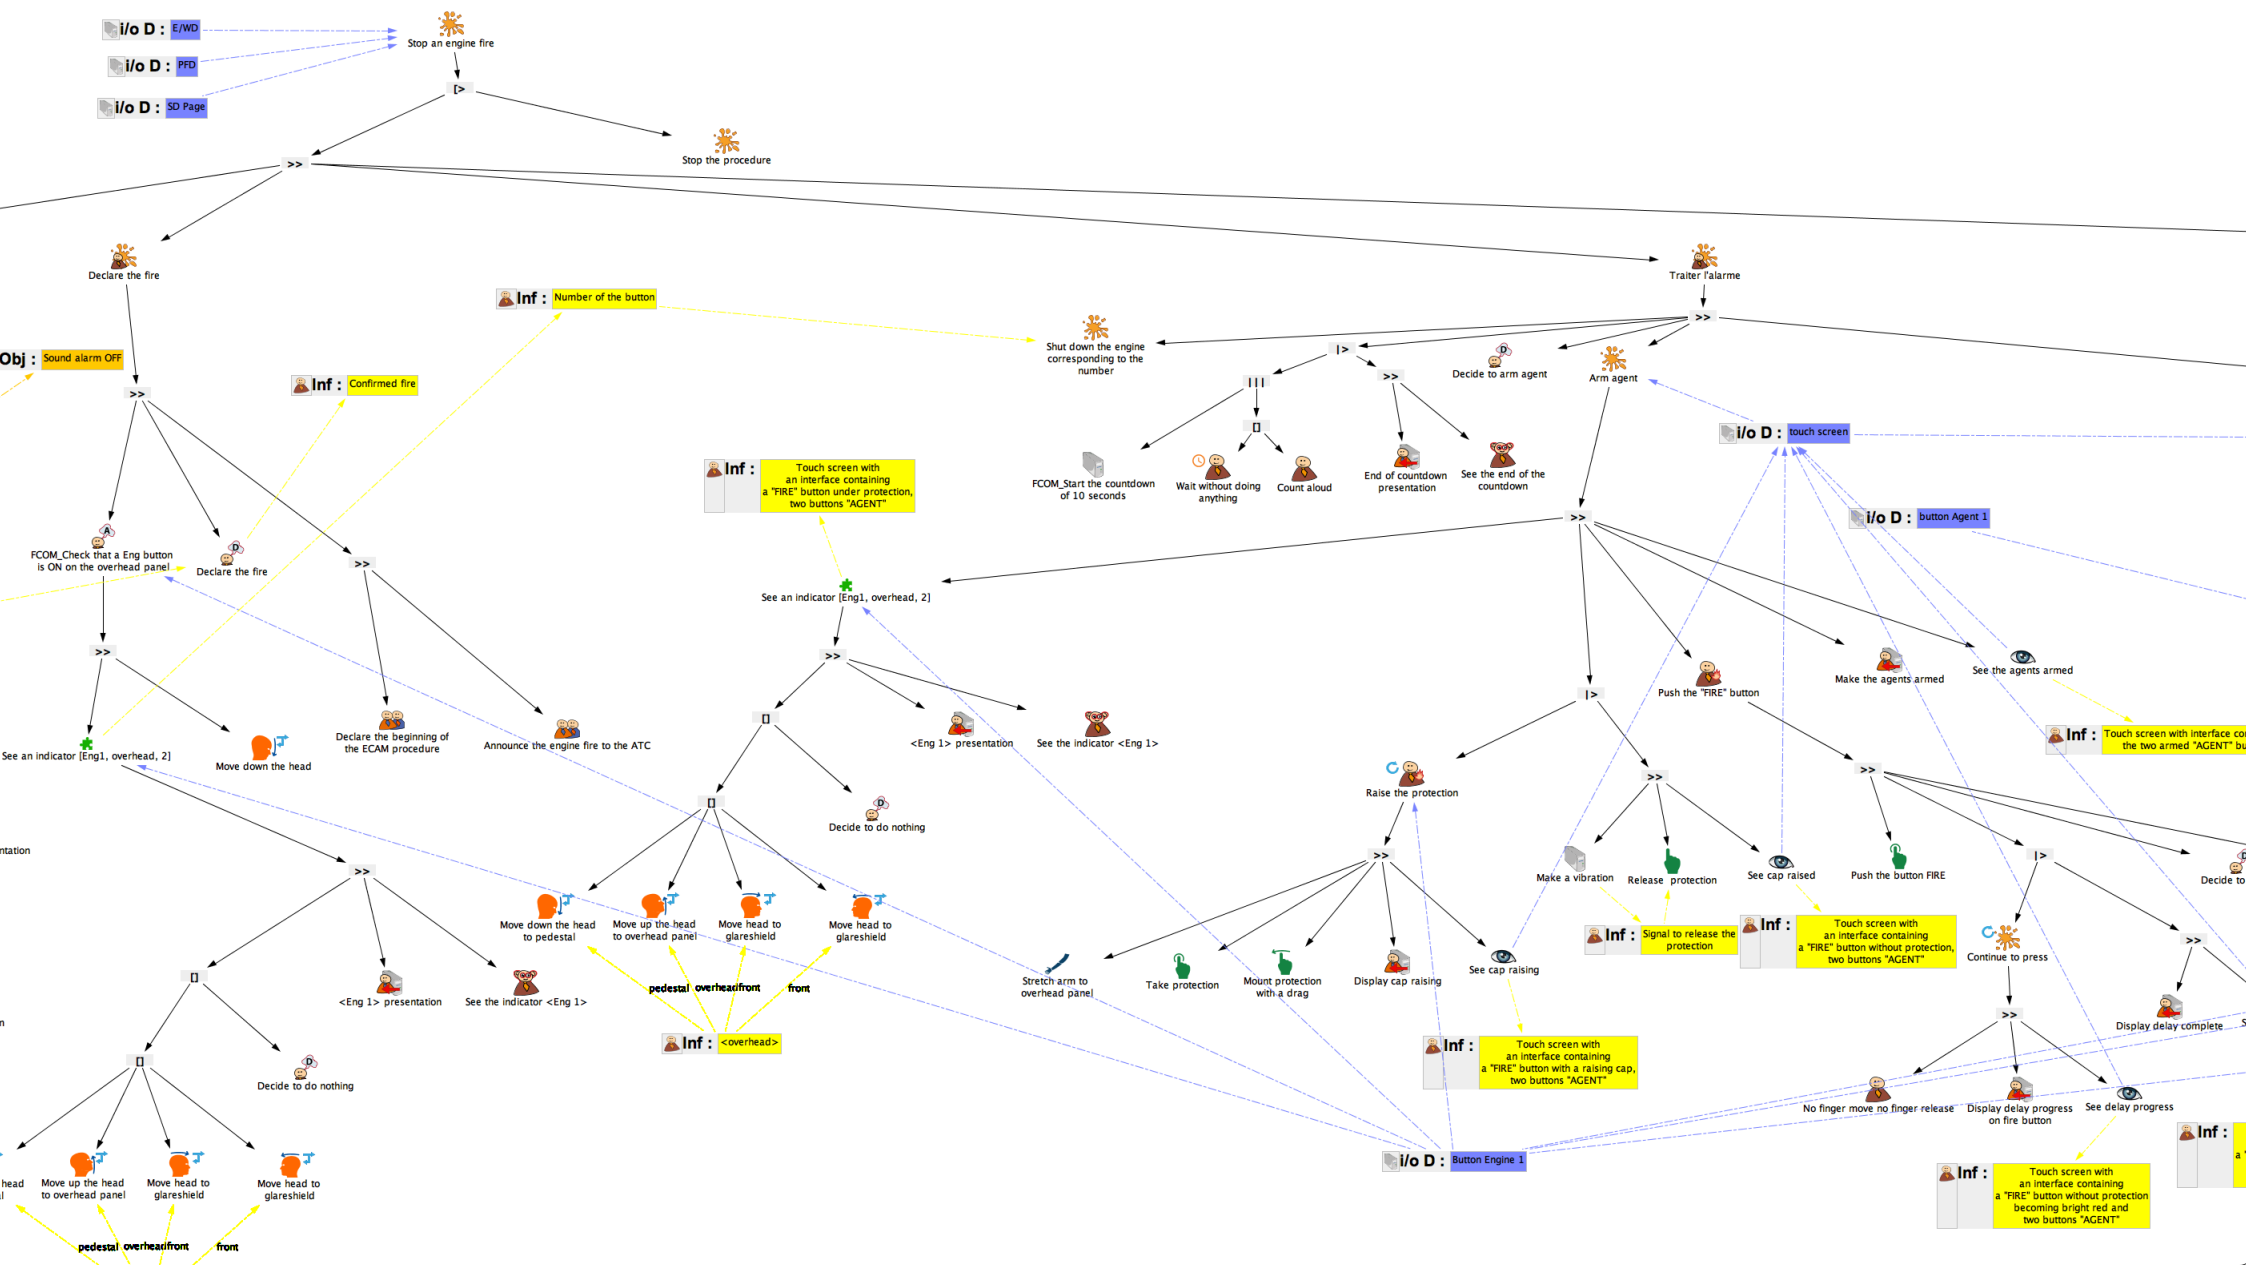 i/o D : E/WD
Stop an engine fire
i/o D : PFD
[>
i/o D : SD Page
Stop the procedure
>>
Declare the fire
Traiter l'alarme
Inf : Number of the button
>>
Shut down the engine
corresponding to the
number
|>
Decide to arm agent
Arm agent
Obj : Sound alarm OFF
Inf : Confirmed fire
|||
>>
>>
[]
i/o D : touch screen
FCOM_Start the countdown
of 10 seconds
Wait without doing
anything
Count aloud
End of countdown
presentation
See the end of the
countdown
Inf : Touch screen with
an interface containing
a "FIRE" button under protection,
two buttons "AGENT"
>>
i/o D : button Agent 1
A
FCOM_Check that a Eng button
is ON on the overhead panel
D
Declare the fire
>>
See an indicator [Eng1, overhead, 2]
>>
>>
See the agents armed
Make the agents armed
Push the "FIRE" button
|>
[]
<Eng 1> presentation
See the indicator <Eng 1>
Declare the beginning of
the ECAM procedure
Announce the engine fire to the ATC
See an indicator [Eng1, overhead, 2]
Move down the head
Inf : Touch screen with interface
the two armed "AGENT"
Raise the protection
>>
>>
[]
D
Decide to do nothing
ntation
>>
>>
|>
Make a vibration
Release protection
See cap raised
Push the button FIRE
D
Decide to
Move down the head
to pedestal
Move up the head
to overhead panel
Move head to
glareshield
Move head to
glareshield
Inf : Signal to release the
protection
Inf : Touch screen with
an interface containing
a "FIRE" button without protection,
two buttons "AGENT"
Continue to press
>>
[]
<Eng 1> presentation
See the indicator <Eng 1>
pedestal overhead front front
Stretch arm to
overhead panel
Take protection
Mount protection
with a drag
Display cap raising
See cap raising
>>
Display delay complete
Inf : <overhead>
Inf : Touch screen with
an interface containing
a "FIRE" button with a raising cap,
two buttons "AGENT"
[]
D
Decide to do nothing
No finger move no finger release
Display delay progress
on fire button
See delay progress
i/o D : Button Engine 1
Inf :
head
Move up the head
to overhead panel
Move head to
glareshield
Move head to
glareshield
Inf : Touch screen with
an interface containing
a "FIRE" button without protection
becoming bright red and
two buttons "AGENT"
pedestal overhead front front